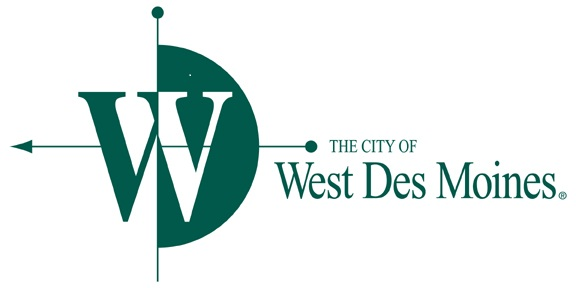 W
THE CITY OF
West Des Moines®